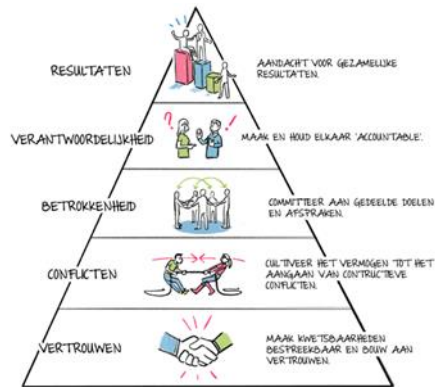 RESULTATEN
AANDACHT VOOR GEZAMELIJKE
RESULTATEN.
VERANTWOORDELIJKHEID
MAAK EN HOUD ELKAAR 'ACCOUNTABLE'.
BETROKKENHEID
COMMITTEER AAN GEDEELDE DOELEN
EN AFSPRAKEN.
CONFLICTEN
CULTIVEER HET VERMOGEN TOT HET
AANGAAN VAN CONTRUCTIEVE
CONFLICTEN.
VERTROUWEN
MAAK KWETSBAARHEDEN
BESPREEKBAAR EN BOUW AAN
VERTROUWEN.